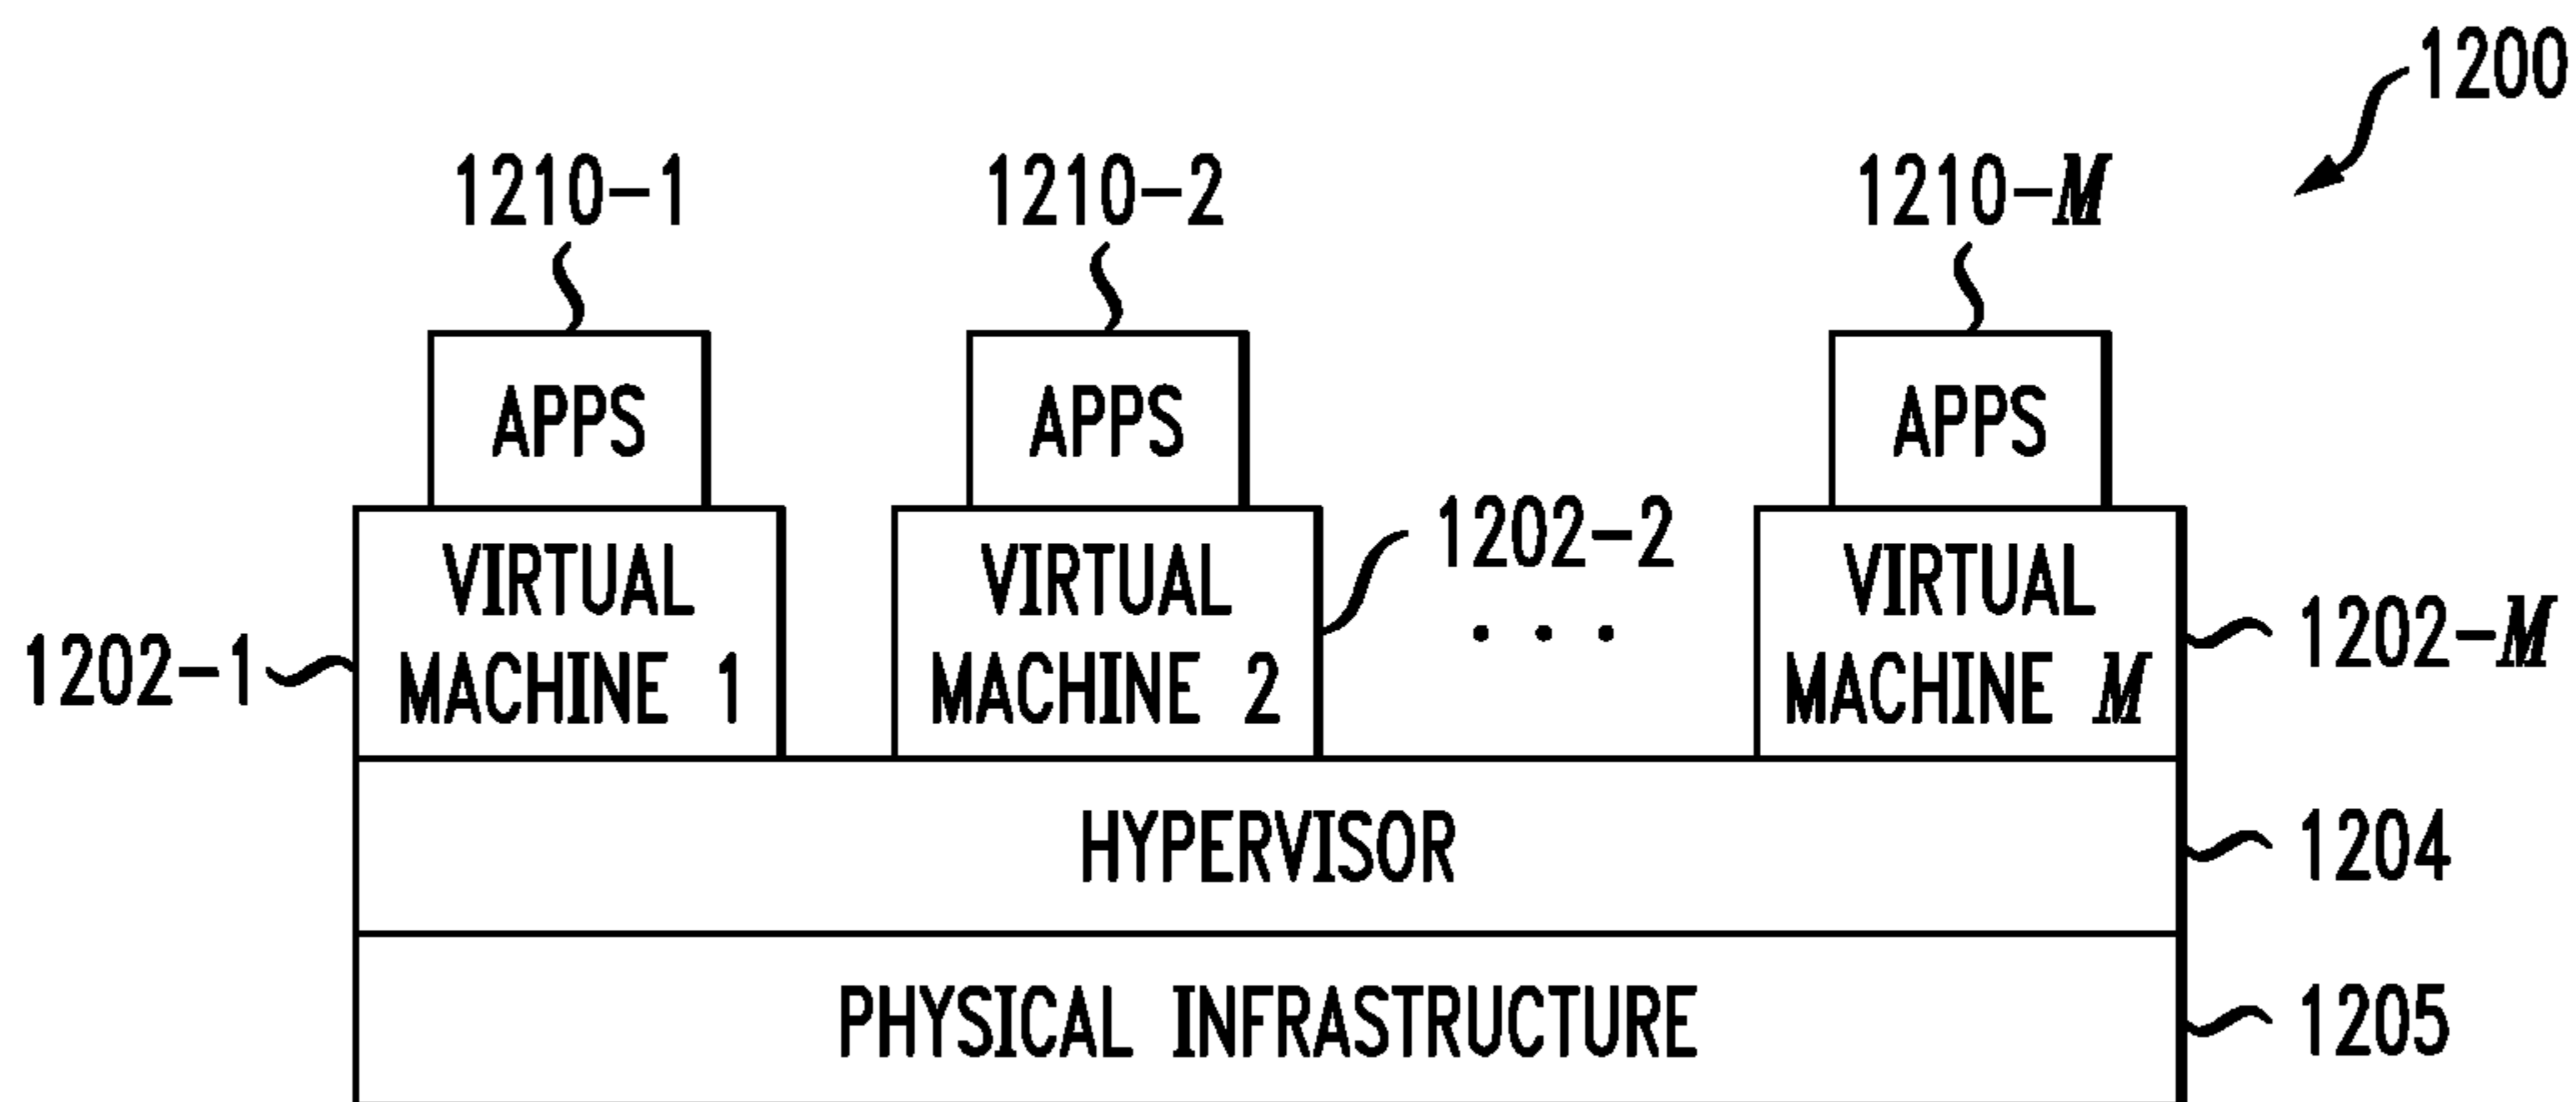 1200
1210-1
1210-2
1210-M
APPS
APPS
APPS
VIRTUAL
MACHINE 1
VIRTUAL
MACHINE 2
1202-2
. . .
VIRTUAL
MACHINE M
1202-1
1202-M
HYPERVISOR
1204
PHYSICAL INFRASTRUCTURE
1205